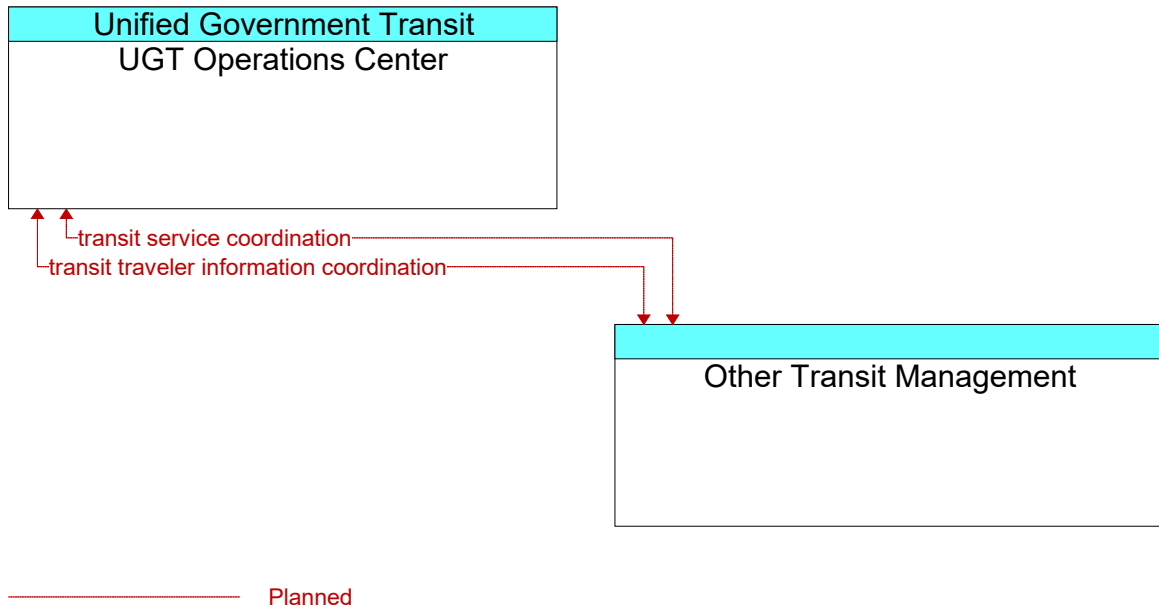 Unified Government Transit
UGT Operations Center
transit service coordination
transit traveler information coordination
Other Transit Management
Planned